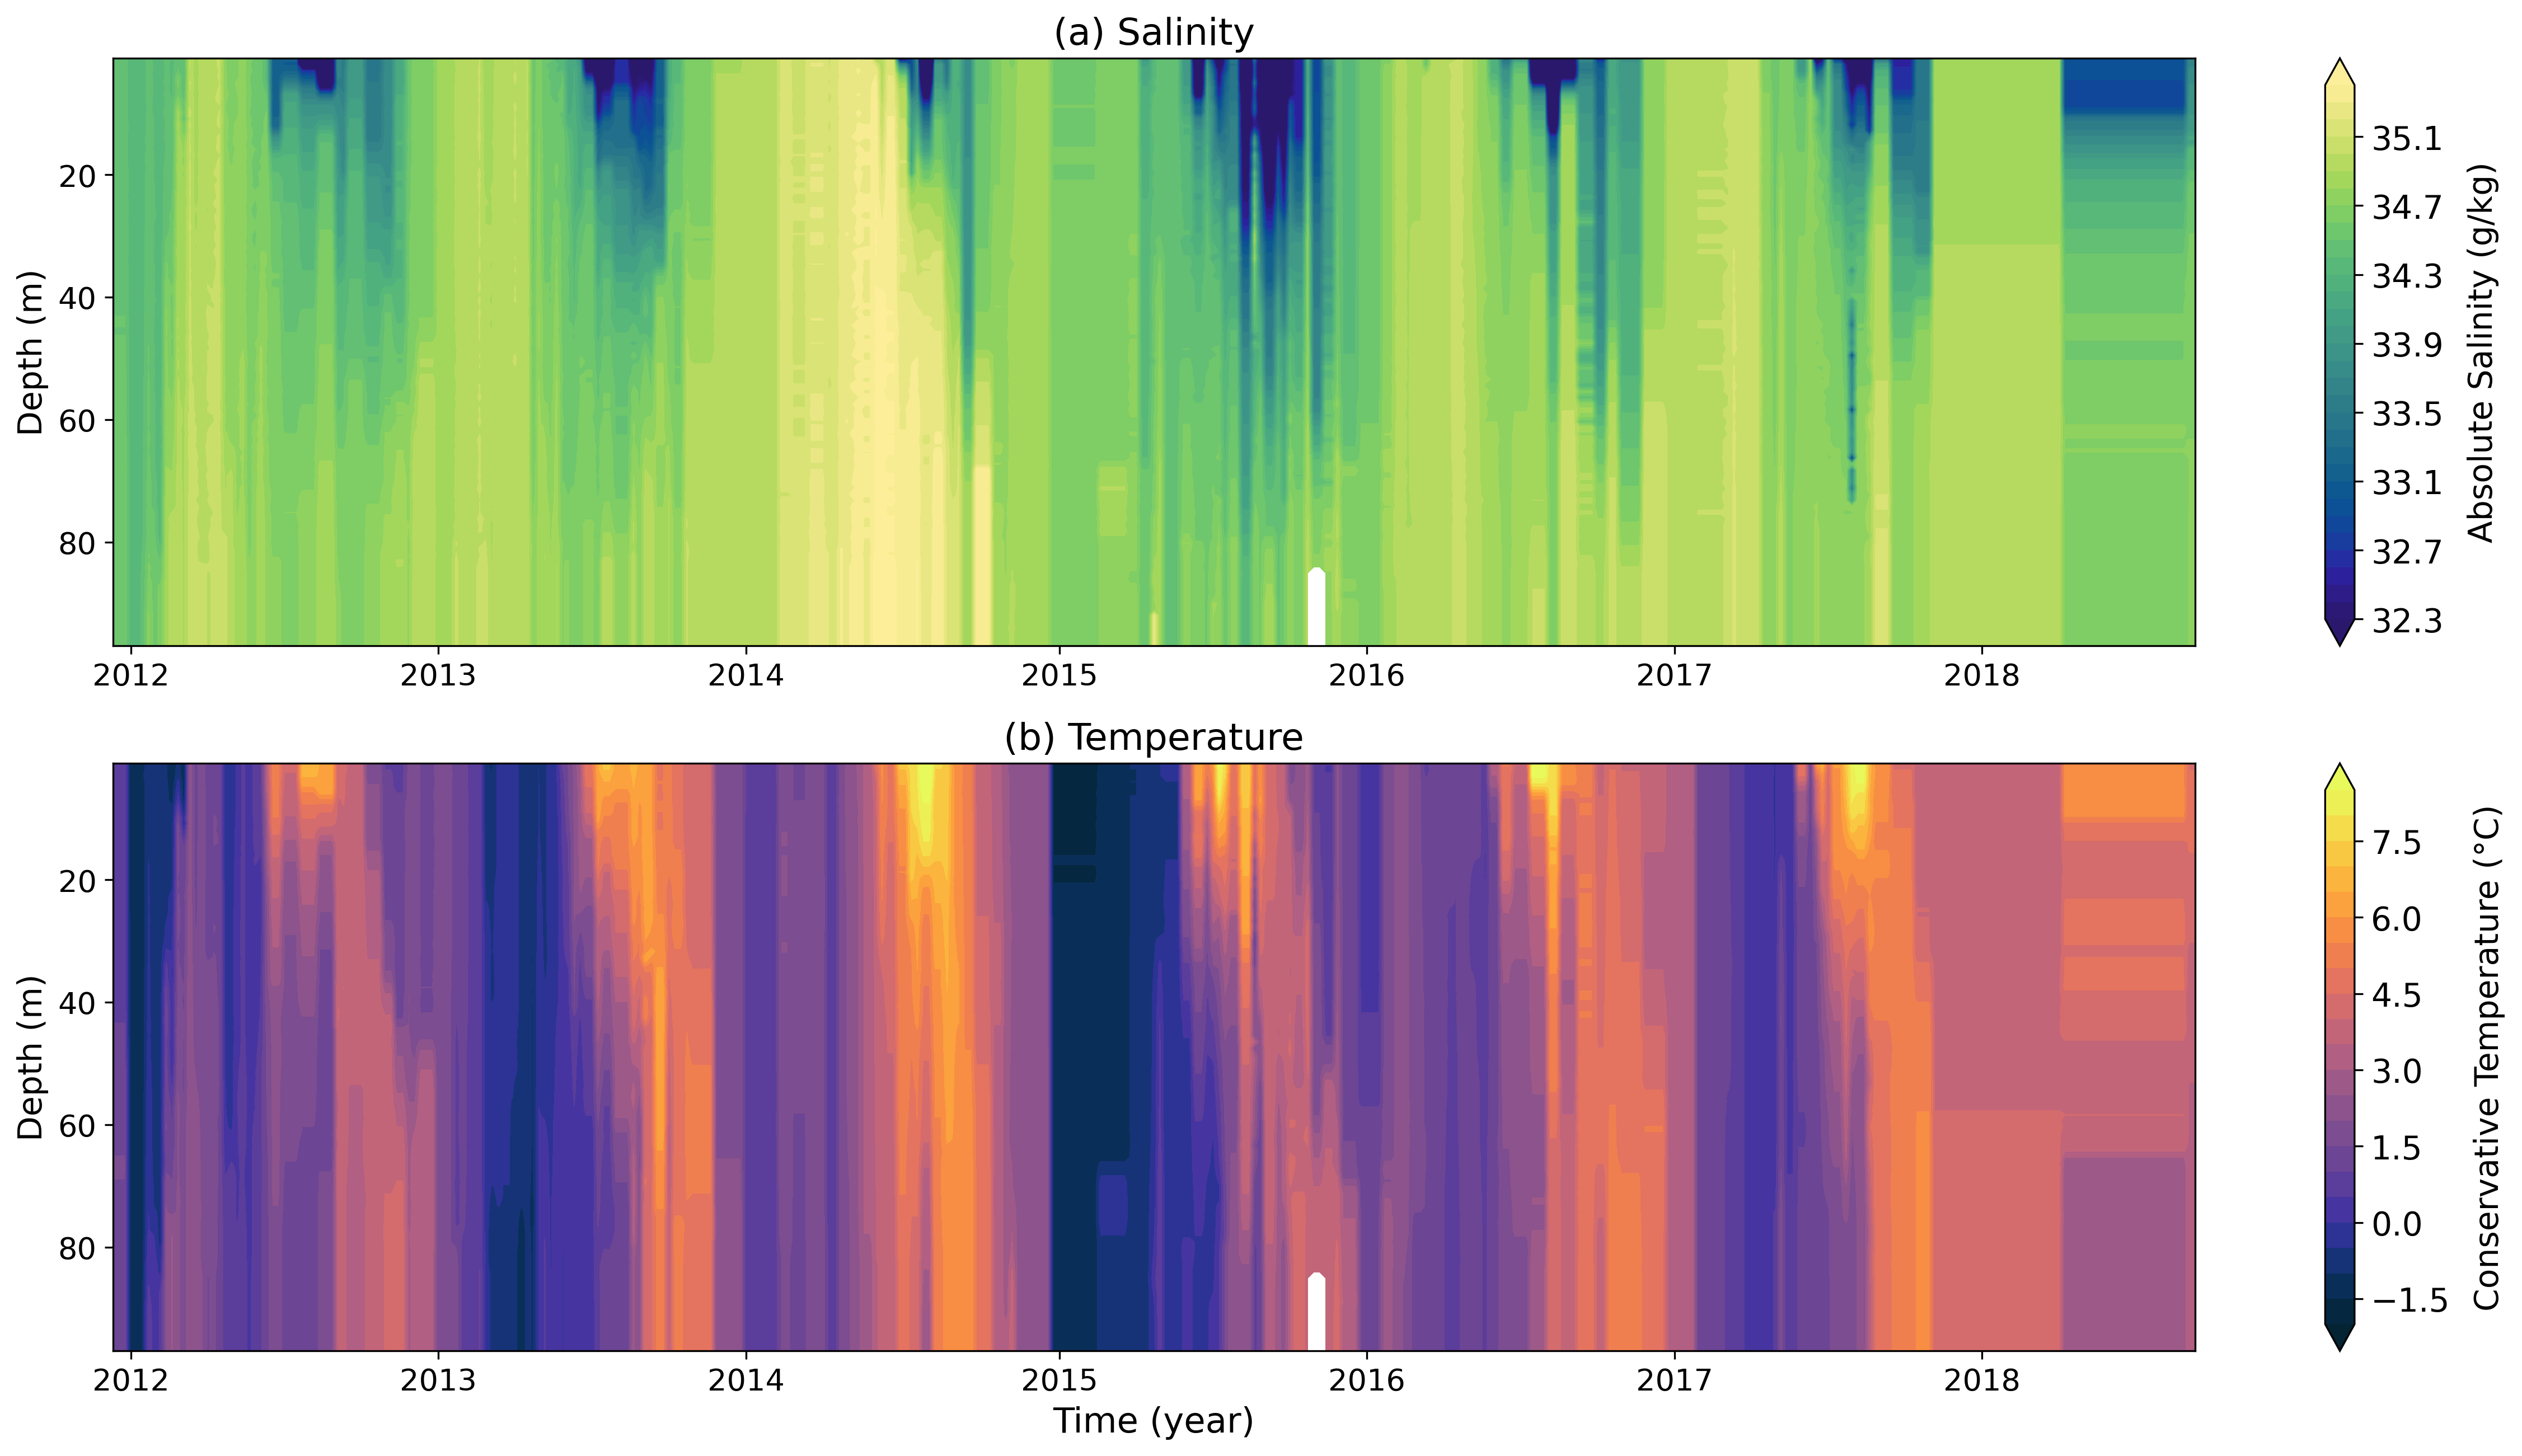 (a) Salinity
Depth (m)
20
40
60
80
2012 2013 2014 2015 2016 2017 2018
35.1
34.7
34.3
33.9
33.5
33.1
32.7
32.3
Absolute Salinity (g/kg)
(b) Temperature
Depth (m)
20
40
60
80
2012 2013 2014 2015 2016 2017 2018
Time (year)
7.5
6.0
4.5
3.0
1.5
0.0
−1.5
Conservative Temperature (°C)